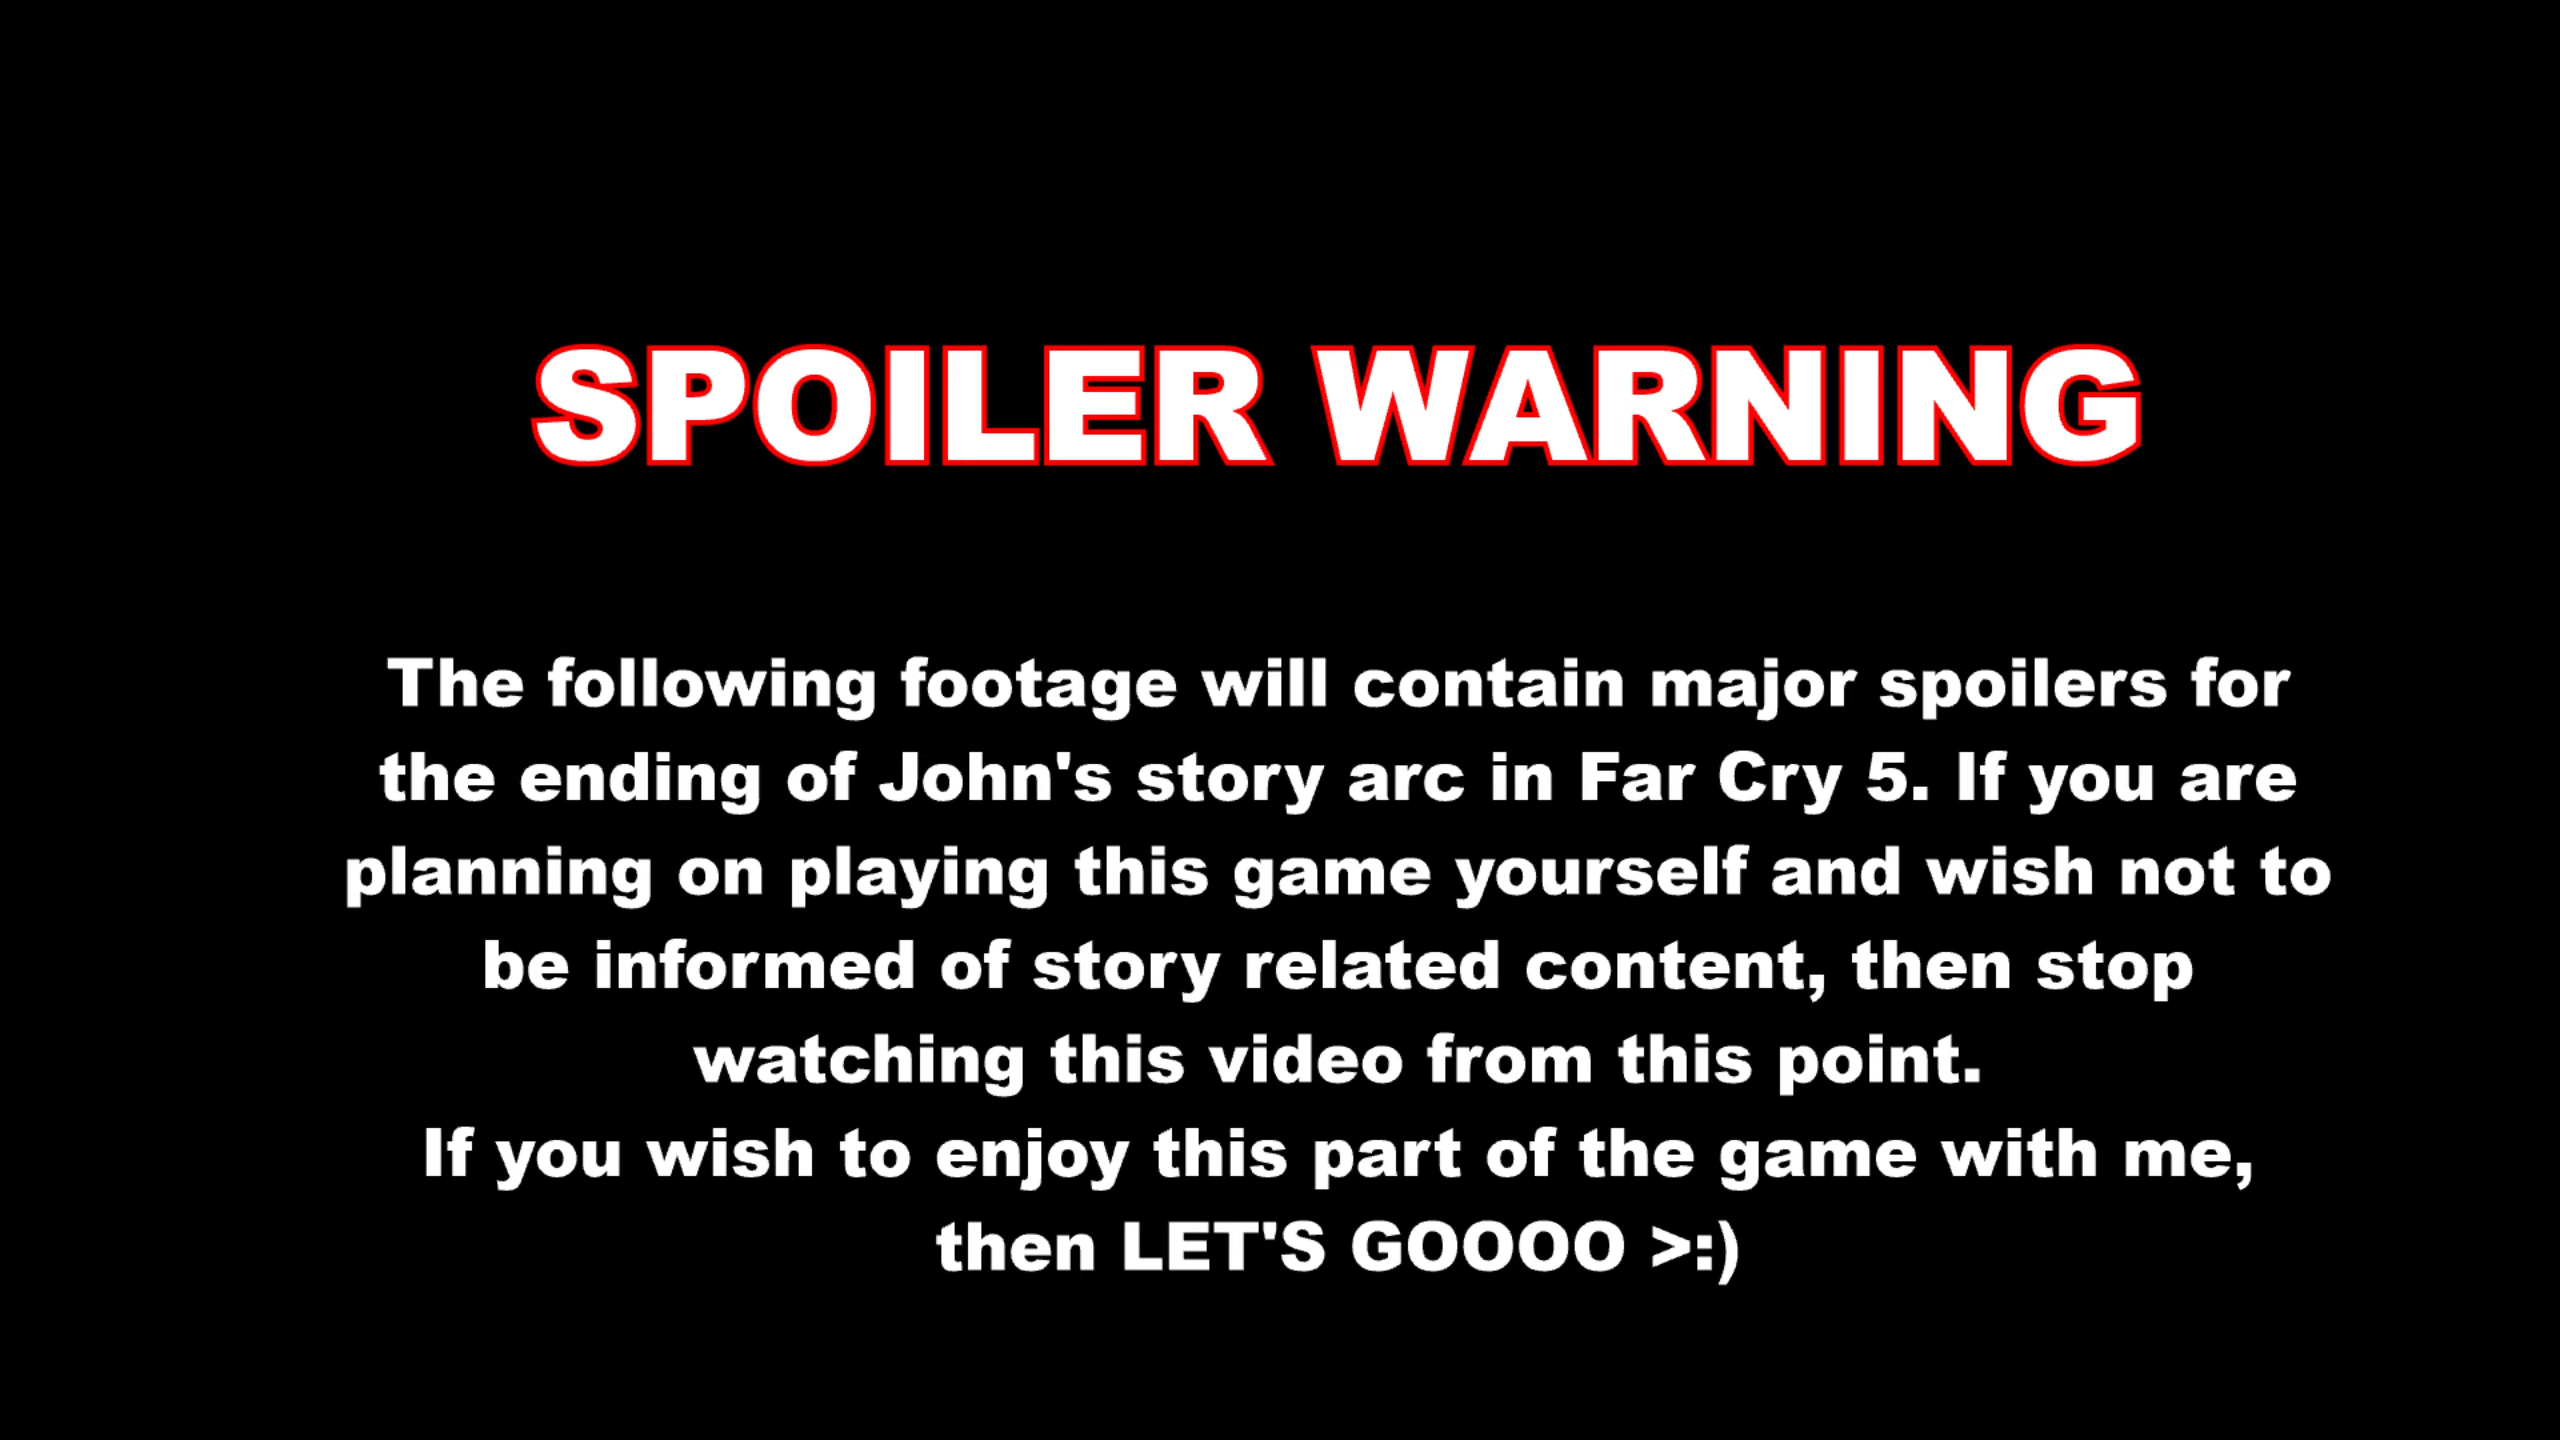 SPOILER WARNING
The following footage will contain major spoilers for
the ending of John's story arc in Far Cry 5. If you are
planning on playing this game yourself and wish not to
be informed of story related content, then stop
watching this video from this point.
If you wish to enjoy this part of the game with me,
then LET'S GOOOO >:)